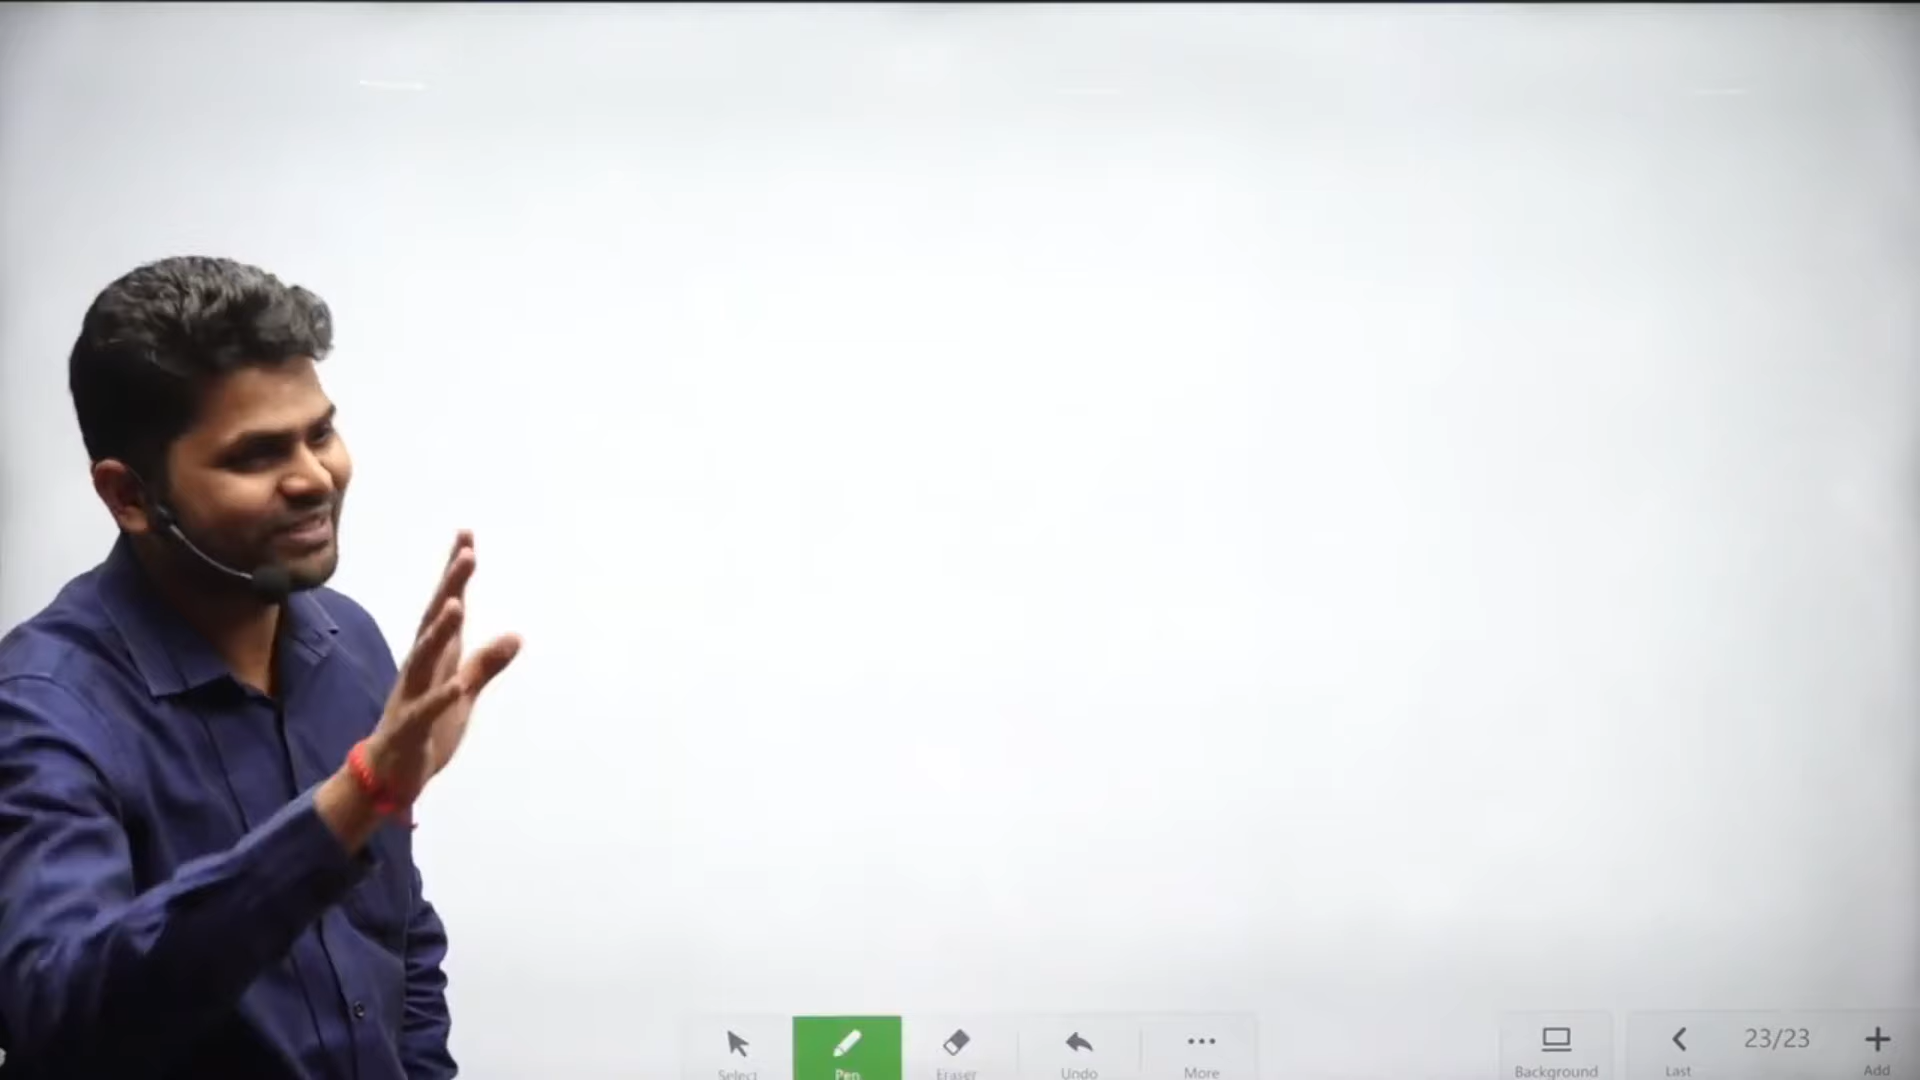 Select
Pen
Eraser
Undo
More
Background
Last
23/23
Add